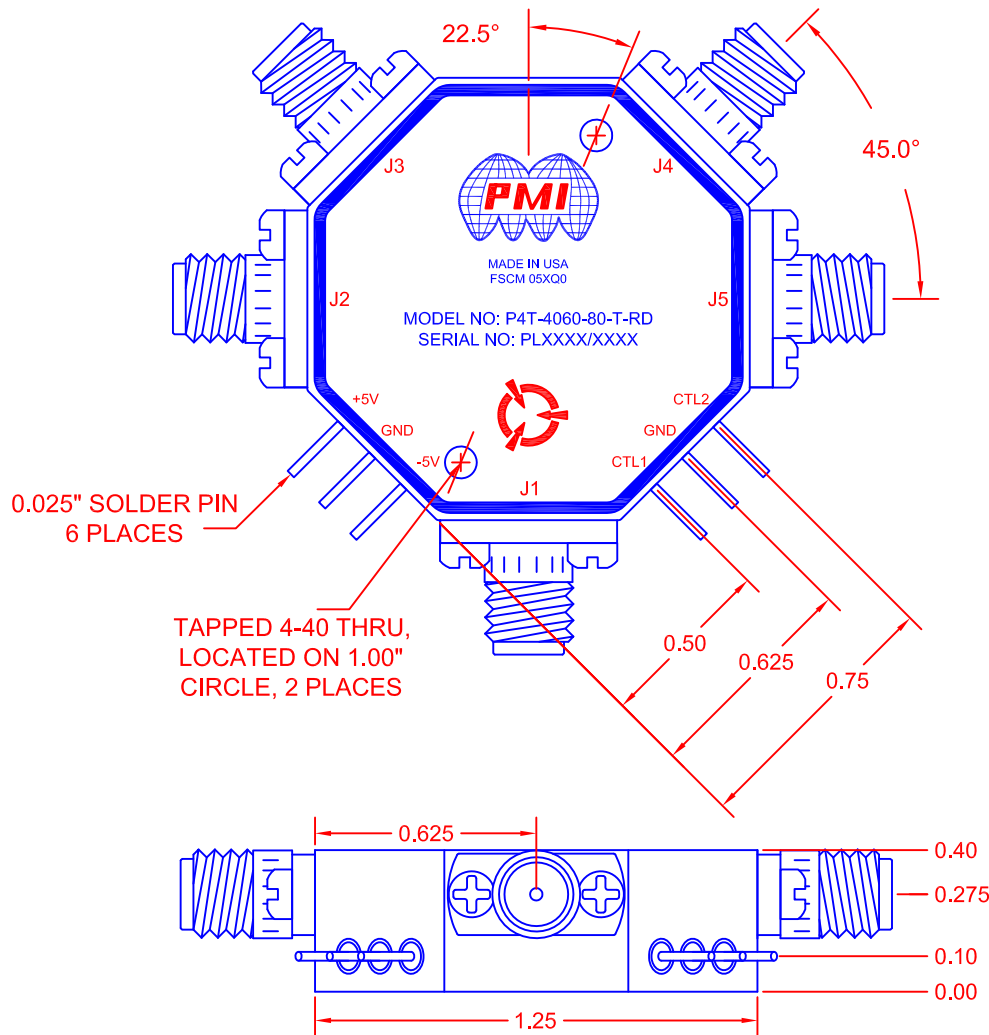 22.5°
45.0°
J3
J4
PMI
MADE IN USA
FSCM 05XQ0
J2
J5
MODEL NO: P4T-4060-80-T-RD
SERIAL NO: PLXXXX/XXXX
+5V
CTL2
GND
GND
-5V
CTL1
J1
0.025" SOLDER PIN
6 PLACES
TAPPED 4-40 THRU,
LOCATED ON 1.00"
CIRCLE, 2 PLACES
0.50
0.625
0.75
0.625
0.40
0.275
0.10
0.00
1.25